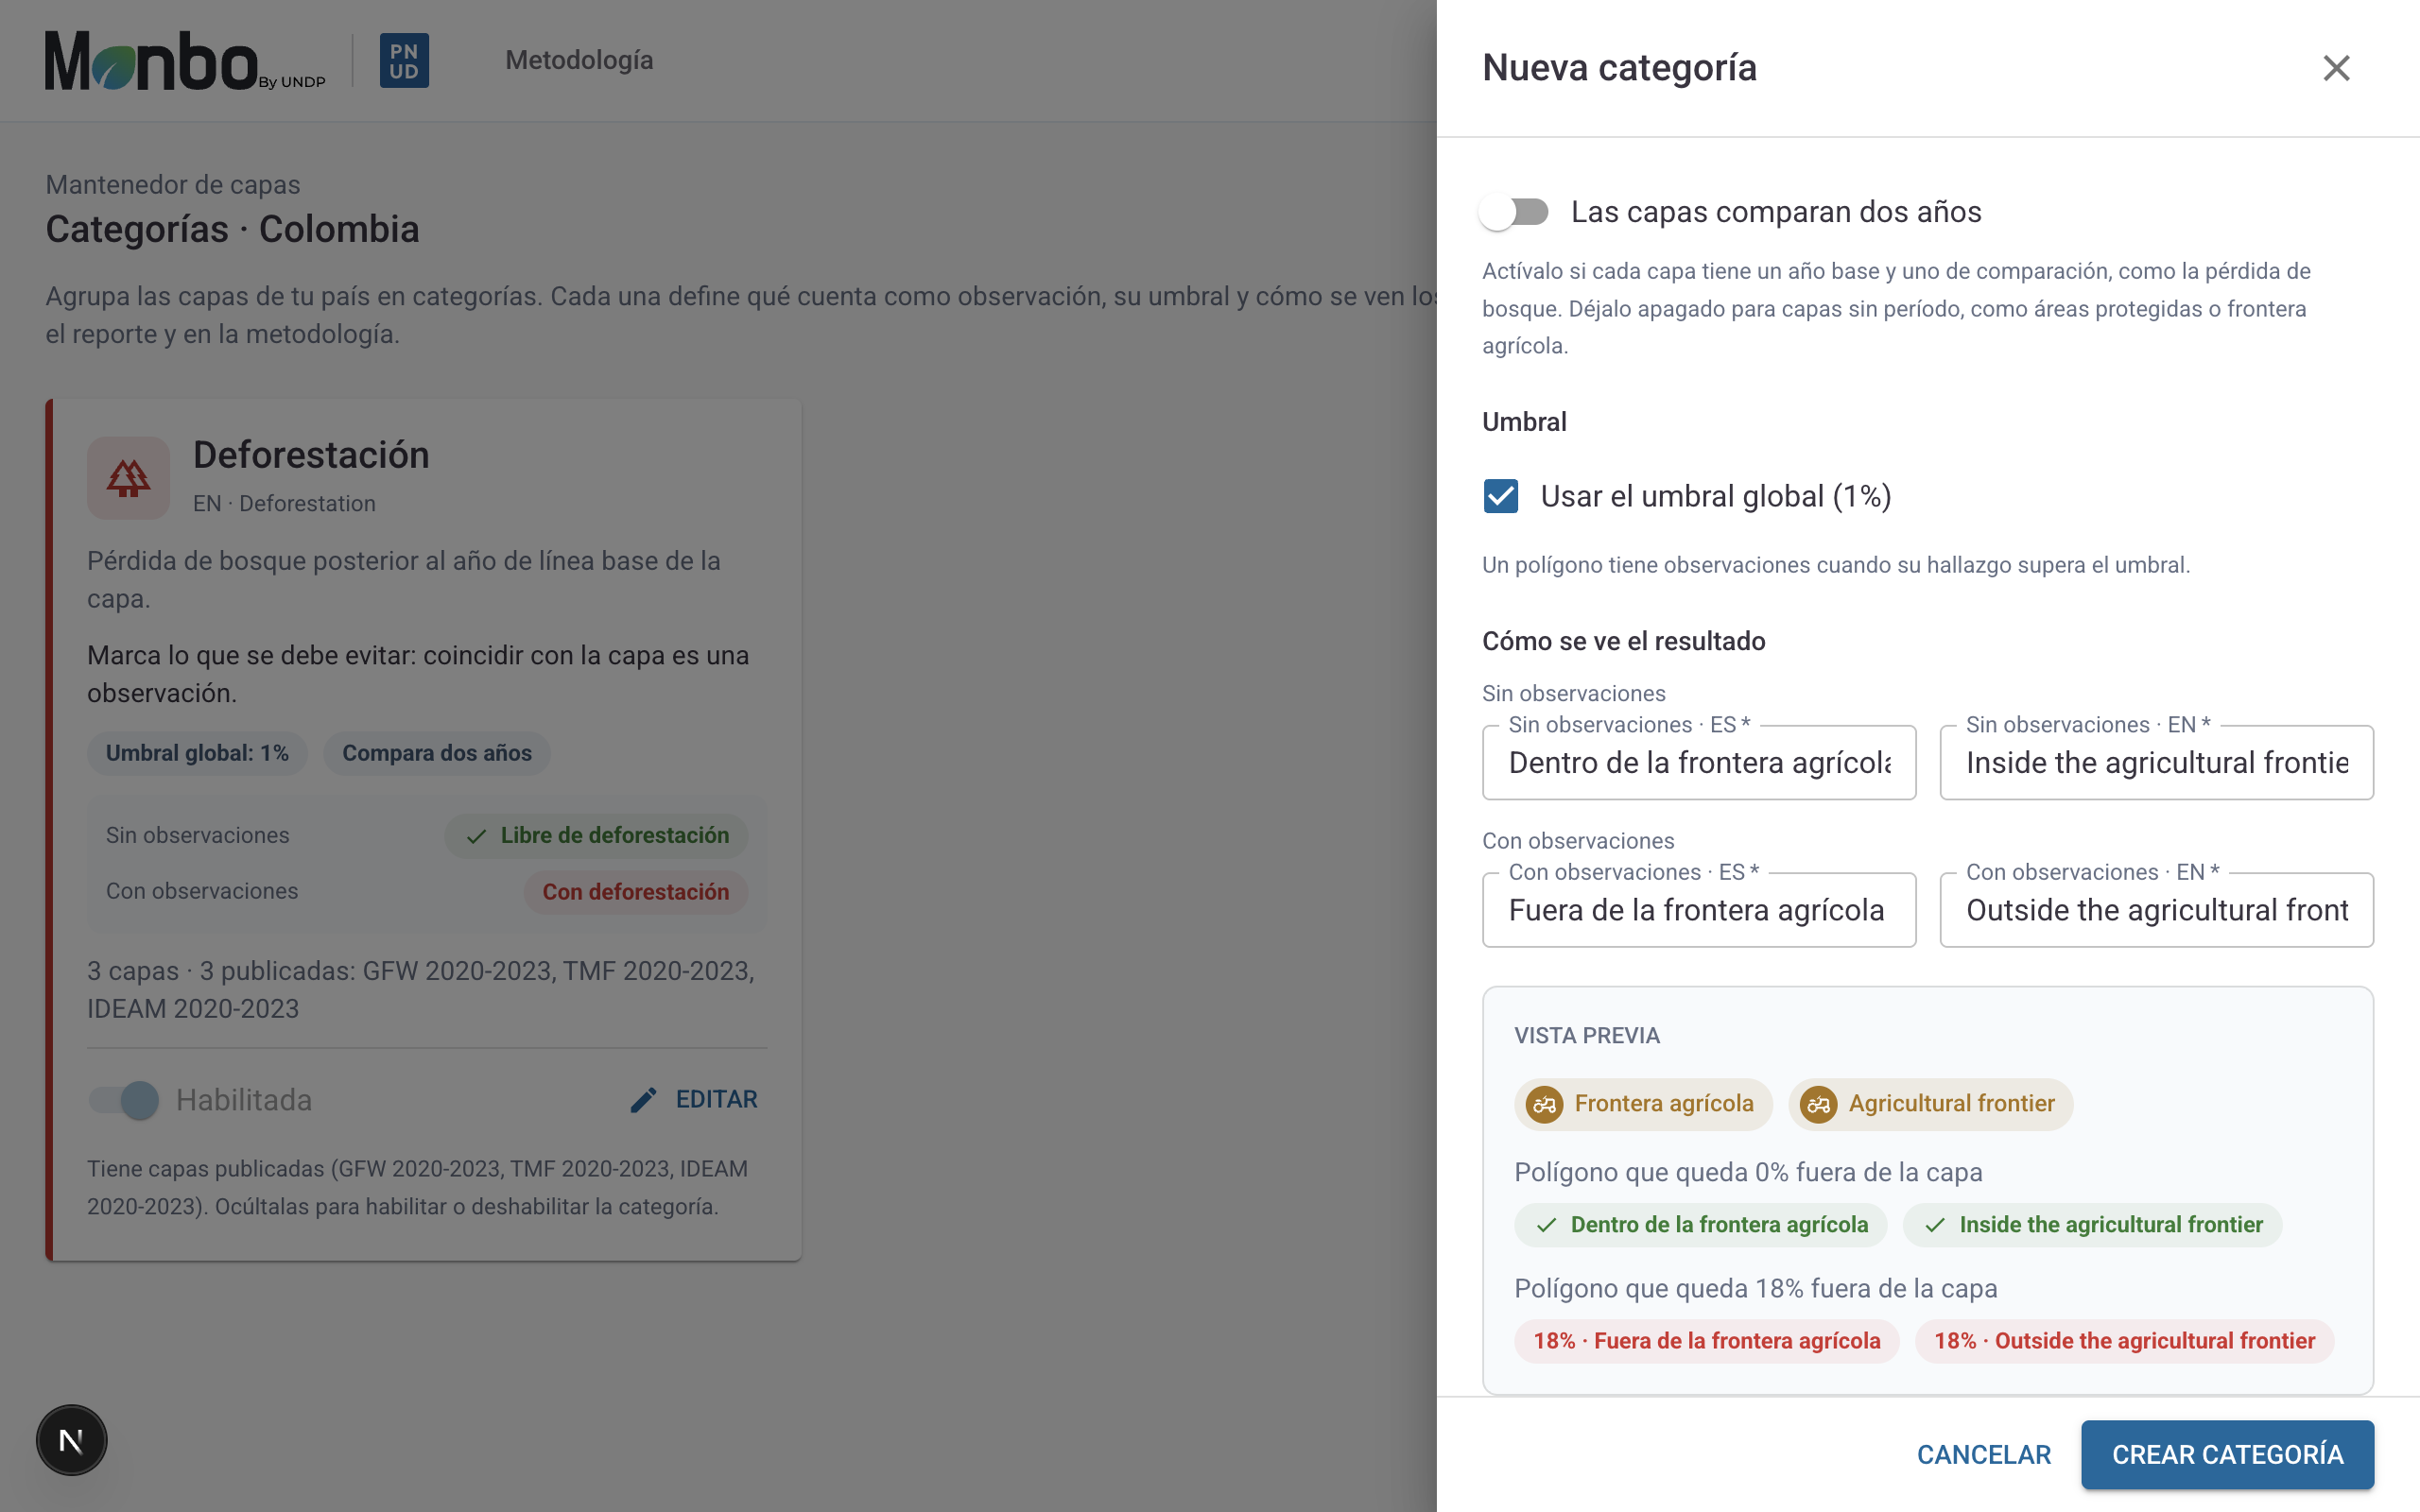 Monbo By UNDP
PN
UD
Metodología
Mantenedor de capas
Categorías · Colombia
Agrupa las capas de tu país en categorías. Cada una define qué cuenta como observación, su umbral y cómo se ven
el reporte y en la metodología.
Deforestación
EN · Deforestation
Pérdida de bosque posterior al año de línea base de la
capa.
Marca lo que se debe evitar: coincidir con la capa es una
observación.
Umbral global: 1%
Compara dos años
Sin observaciones
Libre de deforestación
Con observaciones
Con deforestación
3 capas · 3 publicadas: GFW 2020-2023, TMF 2020-2023,
IDEAM 2020-2023
Habilitada
EDITAR
Tiene capas publicadas (GFW 2020-2023, TMF 2020-2023, IDEAM
2020-2023). Ocúltalas para habilitar o deshabilitar la categoría.
N
Nueva categoría
Las capas comparan dos años
Actívalo si cada capa tiene un año base y uno de comparación, como la pérdida de
bosque. Déjalo apagado para capas sin período, como áreas protegidas o frontera
agrícola.
Umbral
Usar el umbral global (1%)
Un polígono tiene observaciones cuando su hallazgo supera el umbral.
Cómo se ve el resultado
Sin observaciones
Sin observaciones · ES *
Dentro de la frontera agrícola
Sin observaciones · EN *
Inside the agricultural frontie
Con observaciones
Con observaciones · ES *
Fuera de la frontera agrícola
Con observaciones · EN *
Outside the agricultural front
VISTA PREVIA
Frontera agrícola
Agricultural frontier
Polígono que queda 0% fuera de la capa
Dentro de la frontera agrícola
Inside the agricultural frontier
Polígono que queda 18% fuera de la capa
18% · Fuera de la frontera agrícola
18% · Outside the agricultural frontier
CANCELAR
CREAR CATEGORÍA